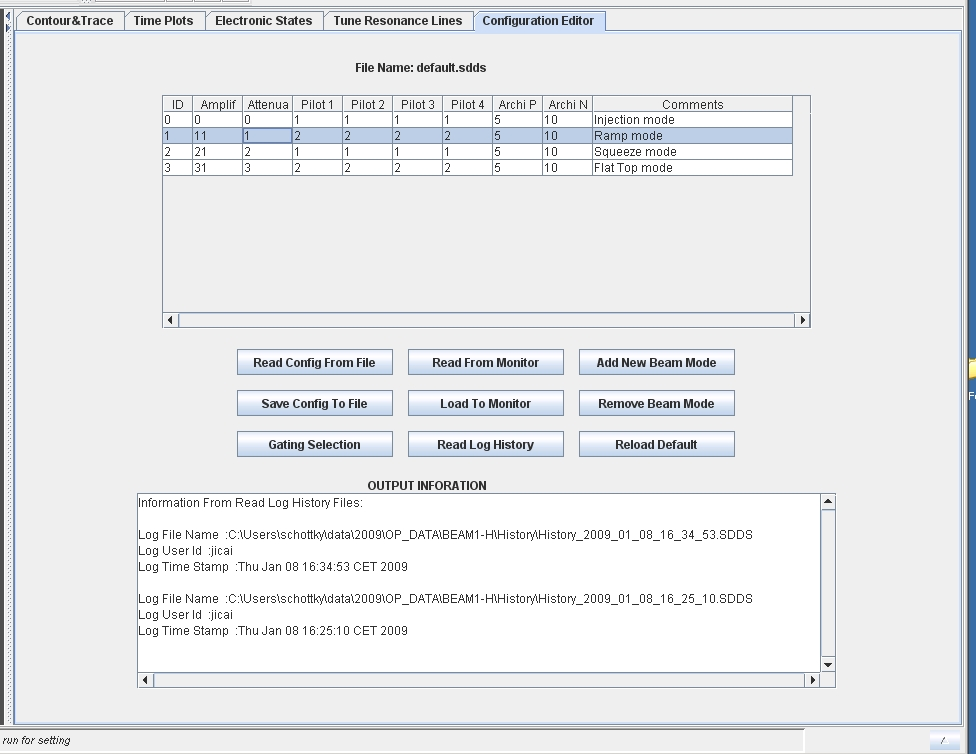 Contour&Trace Time Plots Electronic States Tune Resonance Lines Configuration Editor
File Name: default.sdds
ID Amplif Attenua Pilot 1 Pilot 2 Pilot 3 Pilot 4 Archi P Archi N Comments
0 0 0 1 1 1 1 5 10 Injection mode
1 11 1 2 2 2 2 5 10 Ramp mode
2 21 2 1 1 1 1 5 10 Squeeze mode
3 31 3 2 2 2 2 5 10 Flat Top mode
Read Config From File Read From Monitor Add New Beam Mode
Save Config To File Load To Monitor Remove Beam Mode
Gating Selection Read Log History Reload Default
OUTPUT INFORATION
Information From Read Log History Files:
Log File Name :C:\Users\schottky\data\2009\OP_DATA\BEAM1-H\History\History_2009_01_08_16_34_53.SDDS
Log User Id :jicai
Log Time Stamp :Thu Jan 08 16:34:53 CET 2009
Log File Name :C:\Users\schottky\data\2009\OP_DATA\BEAM1-H\History\History_2009_01_08_16_25_10.SDDS
Log User Id :jicai
Log Time Stamp :Thu Jan 08 16:25:10 CET 2009
run for setting